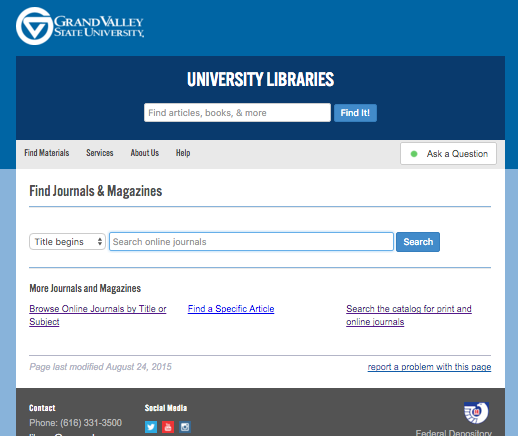 GRAND VALLEY
STATE UNIVERSITY
UNIVERSITY LIBRARIES
Find articles, books, & more
Find It!
Find Materials Services About Us Help
Ask a Question
Find Journals & Magazines
Title begins
Search online journals
Search
More Journals and Magazines
Browse Online Journals by Title or
Subject
Find a Specific Article
Search the catalog for print and
online journals
Page last modified August 24, 2015
report a problem with this page
Contact
Phone: (616) 331-3500
Social Media
Federal Depository